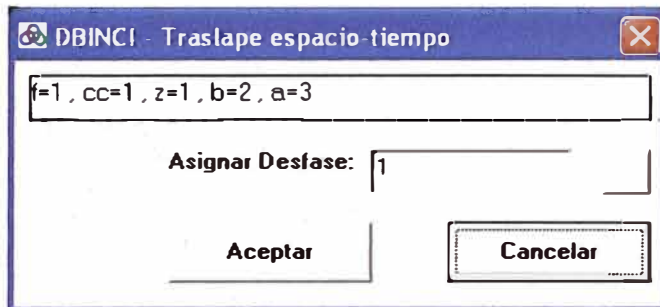 DBINCI - Traslape espacio-tiempo
f=1 , cc=1 , z=1 , b=2 , a=3
Asignar Desfase: 1
Aceptar Cancelar